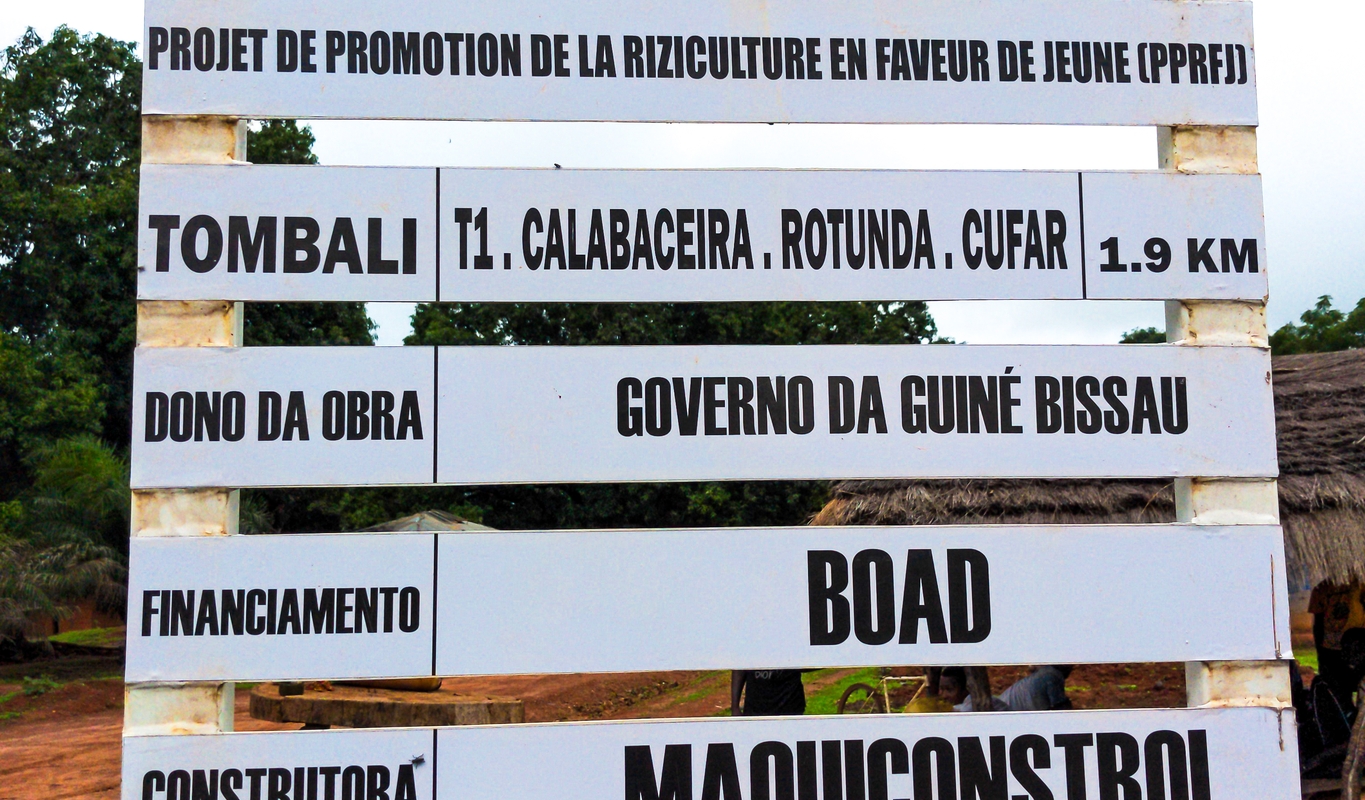 PROJET DE PROMOTION DE LA RIZICULTURE EN FAVEUR DE JEUNE (PPRFJ)
TOMBALI T1 . CALABACEIRA . ROTUNDA . CUFAR 1.9 KM
DONO DA OBRA GOVERNO DA GUINÉ BISSAU
FINANCIAMENTO BOAD
CONSTRUTORA